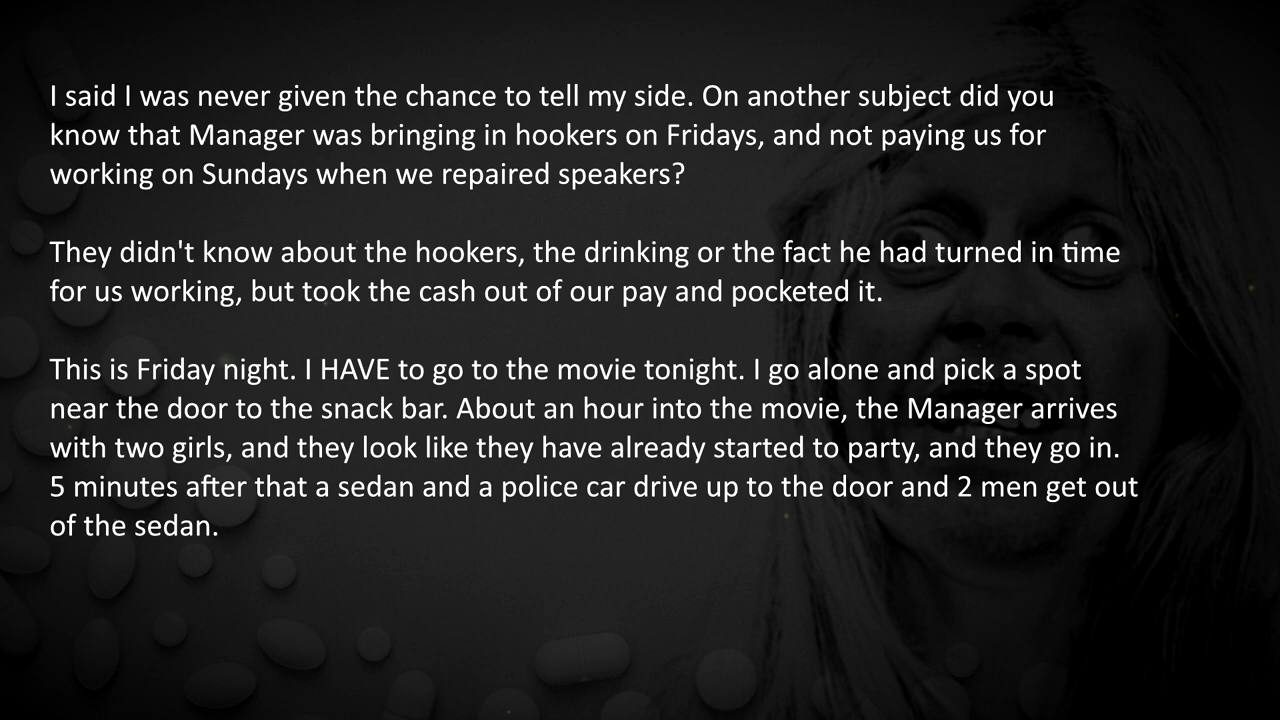 I said I was never given the chance to tell my side. On another subject did you
know that Manager was bringing in hookers on Fridays, and not paying us for
working on Sundays when we repaired speakers?
They didn't know about the hookers, the drinking or the fact he had turned in time
for us working, but took the cash out of our pay and pocketed it.
This is Friday night. I HAVE to go to the movie tonight. I go alone and pick a spot
near the door to the snack bar. About an hour into the movie, the Manager arrives
with two girls, and they look like they have already started to party, and they go in.
5 minutes after that a sedan and a police car drive up to the door and 2 men get out
of the sedan.